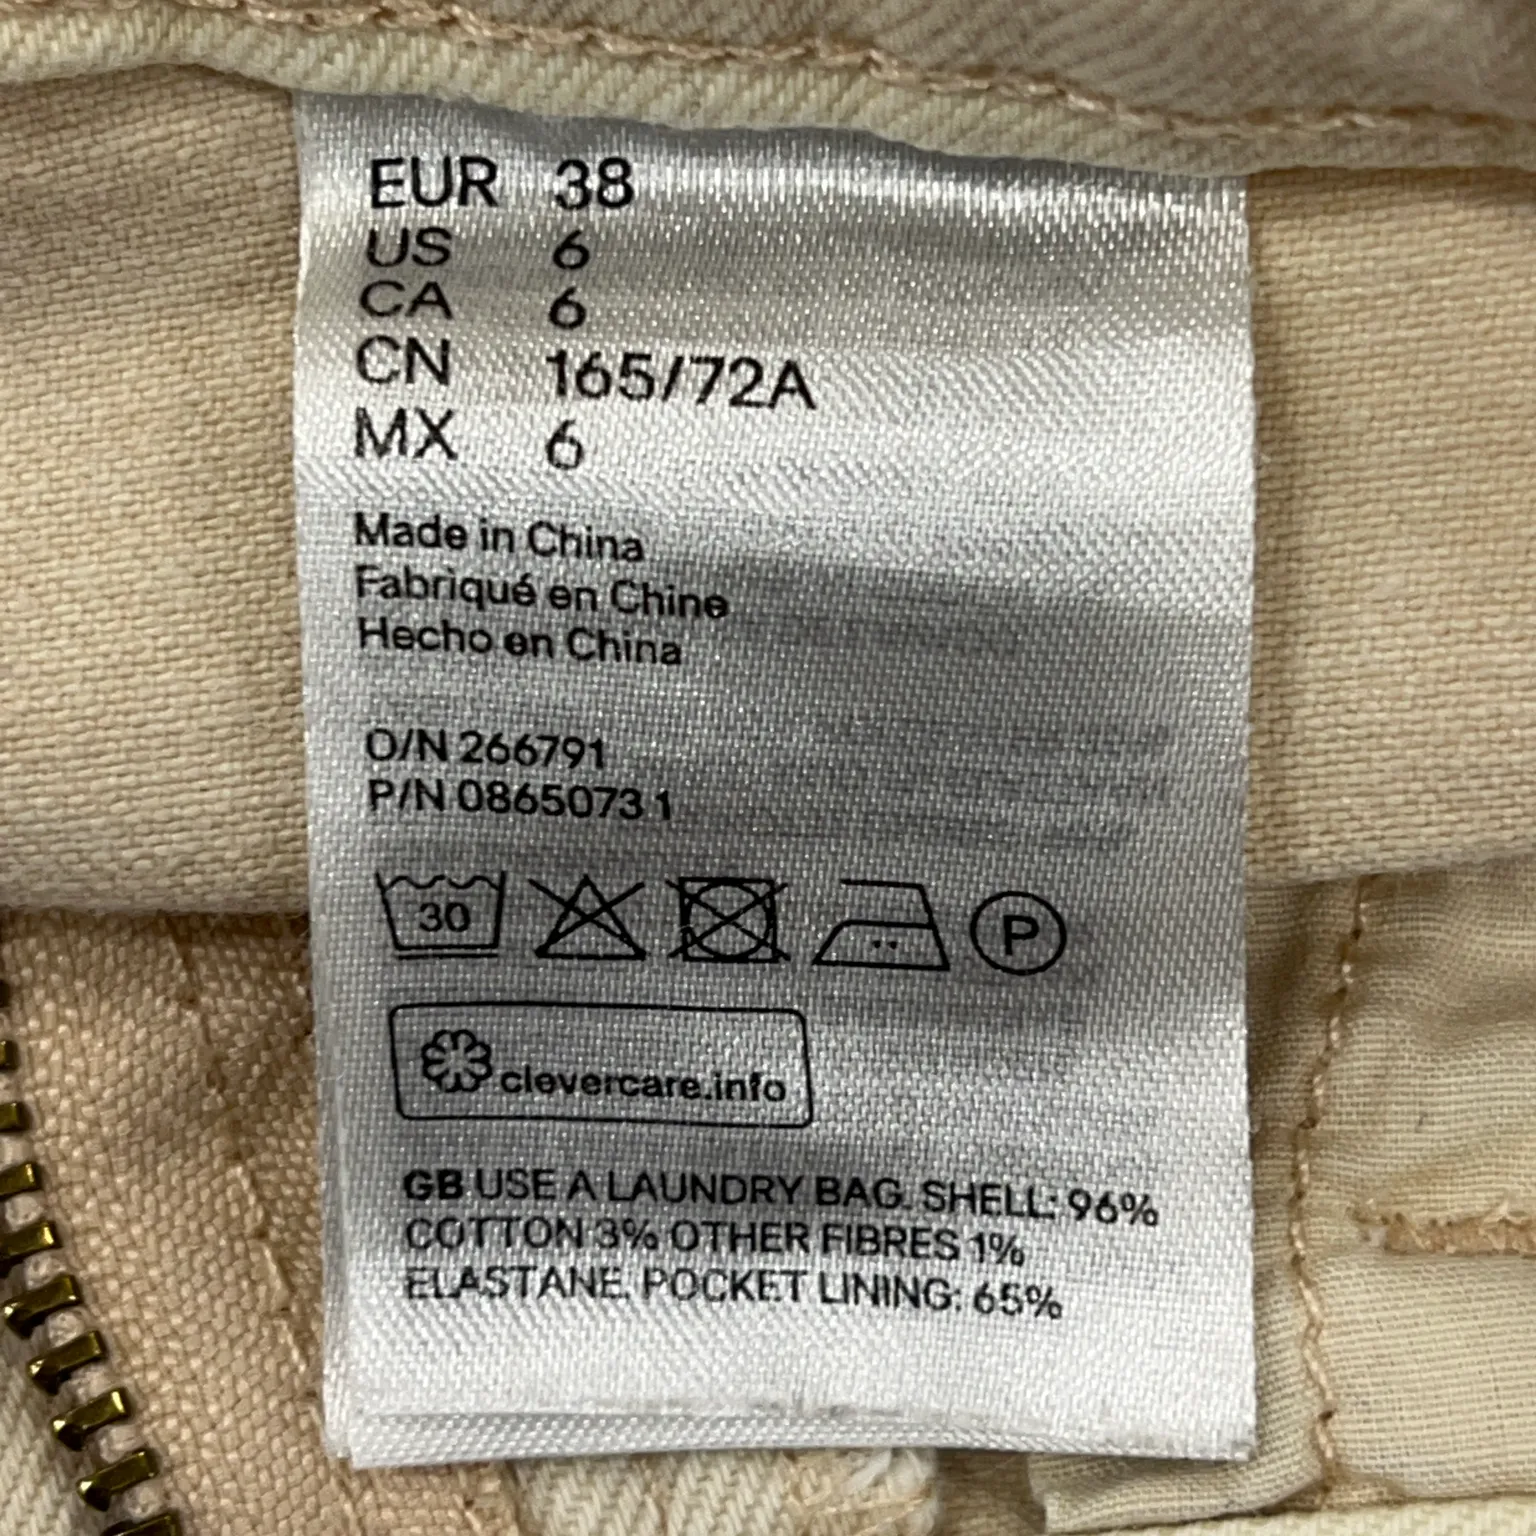 EUR 38
US 6
CA 6
CN 165/72A
MX 6
Made in China
Fabriqué en Chine
Hecho en China
O/N 266791
P/N 0865073 1
30 P
clevercare.info
GB USE A LAUNDRY BAG. SHELL: 96%
COTTON 3% OTHER FIBRES 1%
ELASTANE. POCKET LINING: 65%